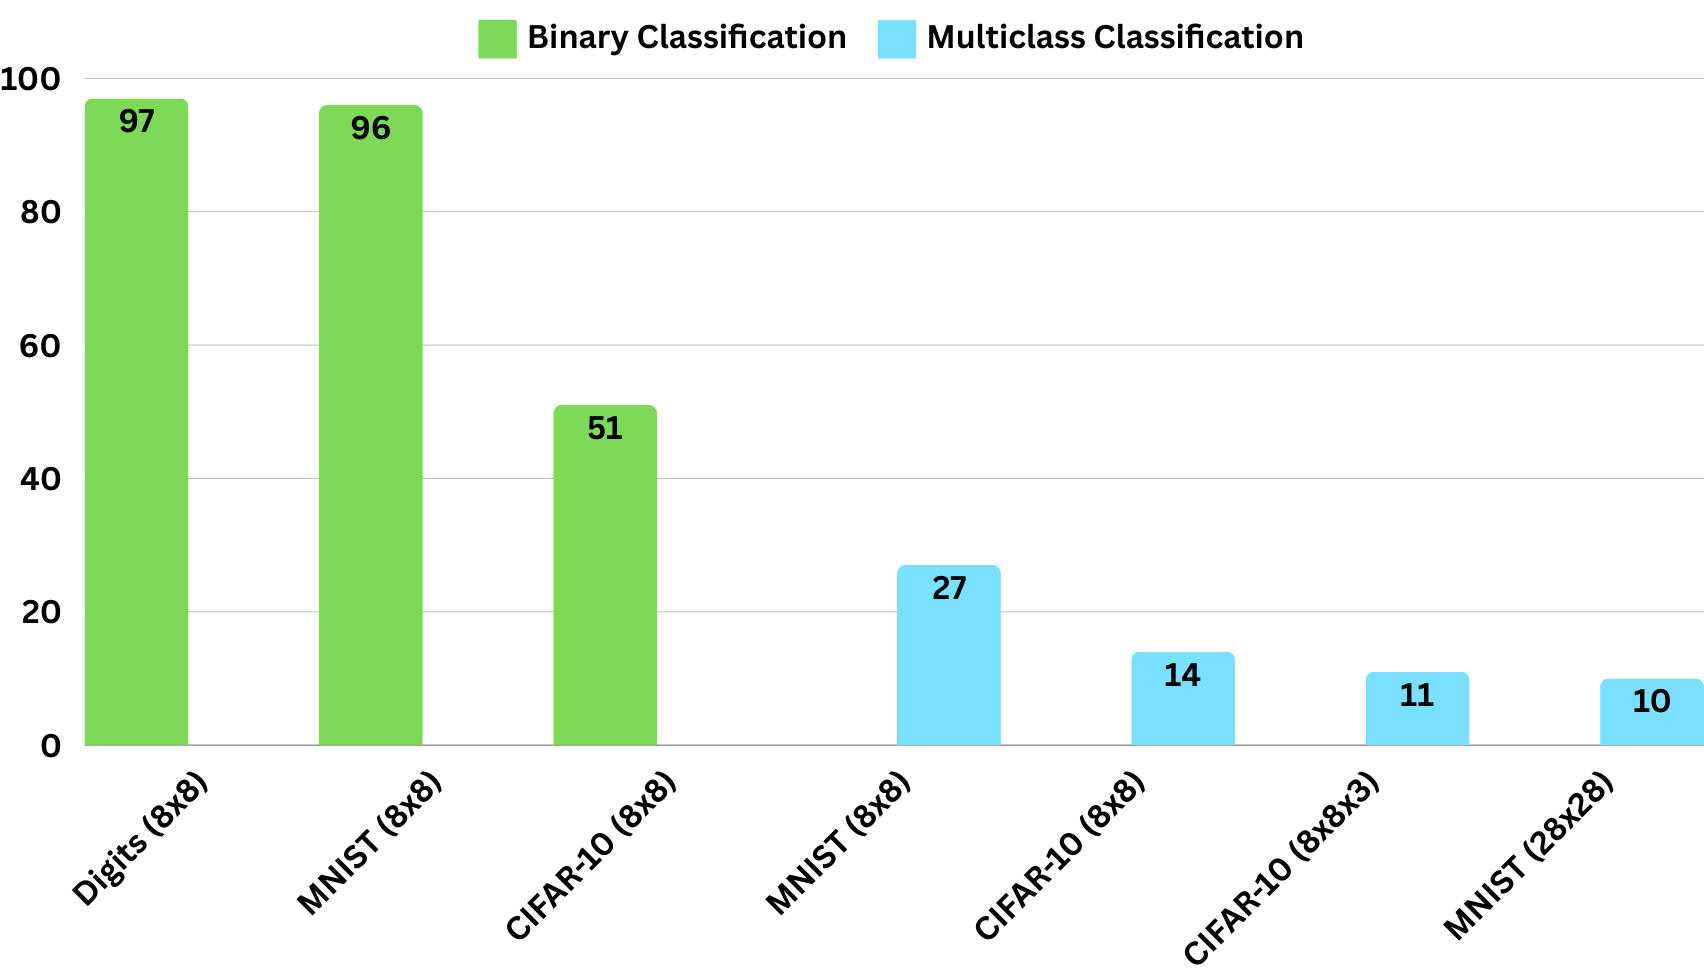 Binary Classification
Multiclass Classification
100
80
60
40
20
0
97
96
51
27
14
11
10
Digits (8x8)
MNIST (8x8)
CIFAR-10 (8x8)
MNIST (8x8)
CIFAR-10 (8x8)
CIFAR-10 (8x8x3)
MNIST (28x28)